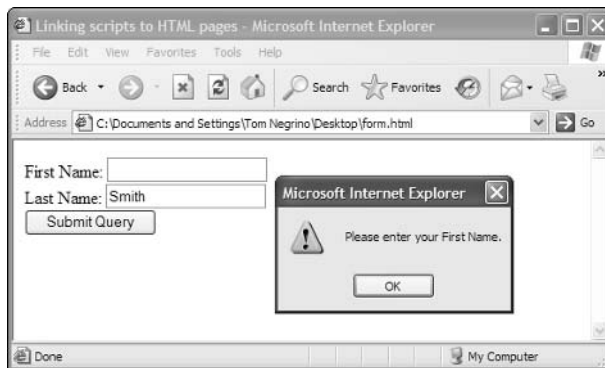 Linking scripts to HTML pages - Microsoft Internet Explorer
File Edit View Favorites Tools Help
Back Search Favorites
Address C:\Documents and Settings\Tom Negrino\Desktop\form.html Go
First Name:
Last Name: Smith
Submit Query
Microsoft Internet Explorer
Please enter your First Name.
OK
Done My Computer